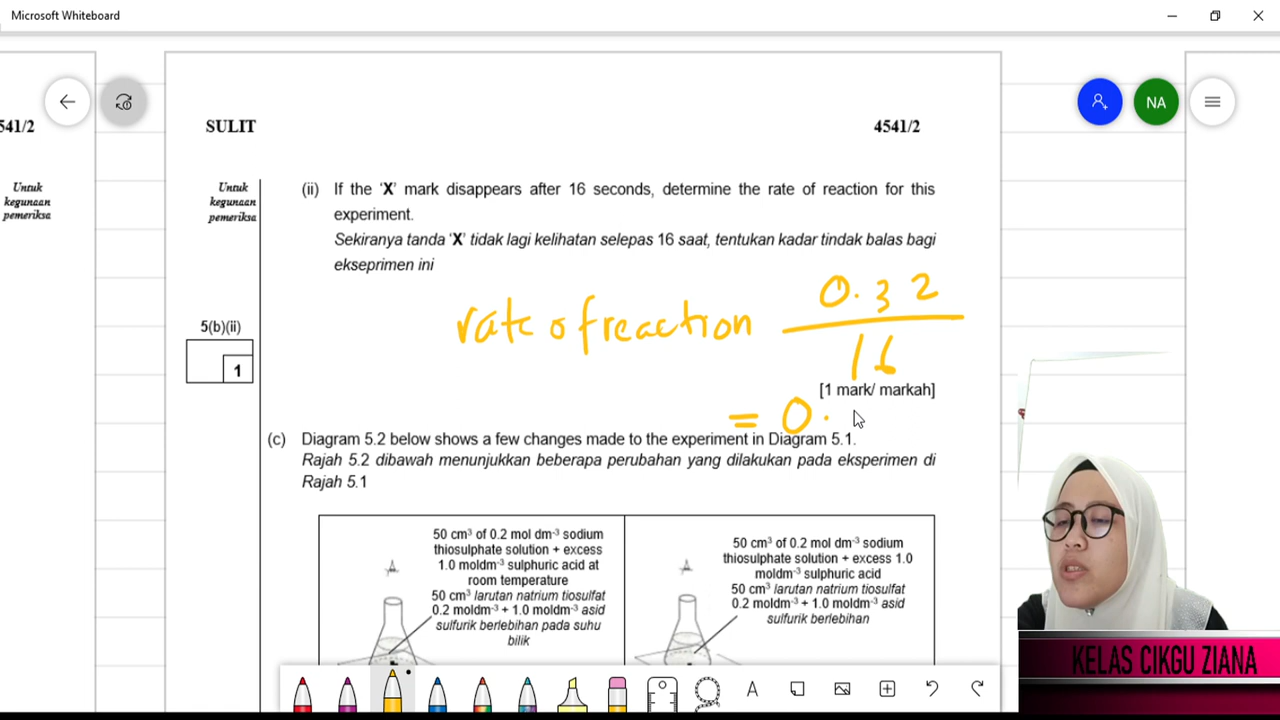 Microsoft Whiteboard
541/2
SULIT
4541/2
NA
Untuk
kegunaan
pemeriksa
Untuk
kegunaan
pemeriksa
(ii) If the 'X' mark disappears after 16 seconds, determine the rate of reaction for this
experiment.
Sekiranya tanda 'X' tidak lagi kelihatan selepas 16 saat, tentukan kadar tindak balas bagi
ekseprimen ini
rate of reaction 0.32
16
5(b)(ii)
1
[1 mark/ markah]
= 0.
(c) Diagram 5.2 below shows a few changes made to the experiment in Diagram 5.1.
Rajah 5.2 dibawah menunjukkan beberapa perubahan yang dilakukan pada eksperimen di
Rajah 5.1
50 cm³ of 0.2 mol dm⁻³ sodium
thiosulphate solution + excess
1.0 moldm⁻³ sulphuric acid at
room temperature
50 cm³ larutan natrium tiosulfat
0.2 moldm⁻³ + 1.0 moldm⁻³ asid
sulfurik berlebihan pada suhu
bilik
50 cm³ of 0.2 mol dm⁻³ sodium
thiosulphate solution + excess 1.0
moldm⁻³ sulphuric acid
50 cm³ larutan natrium tiosulfat
0.2 moldm⁻³ + 1.0 moldm⁻³ asid
sulfurik berlebihan
KELAS CIKGU ZIANA